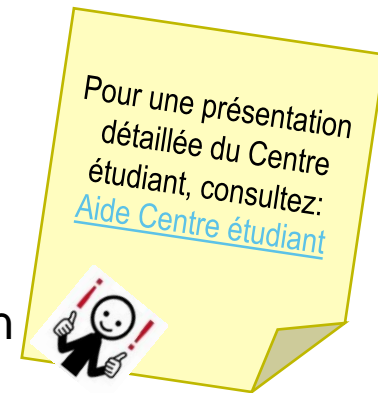 Pour une présentation
détaillée du Centre
étudiant, consultez:
Aide Centre étudiant
n